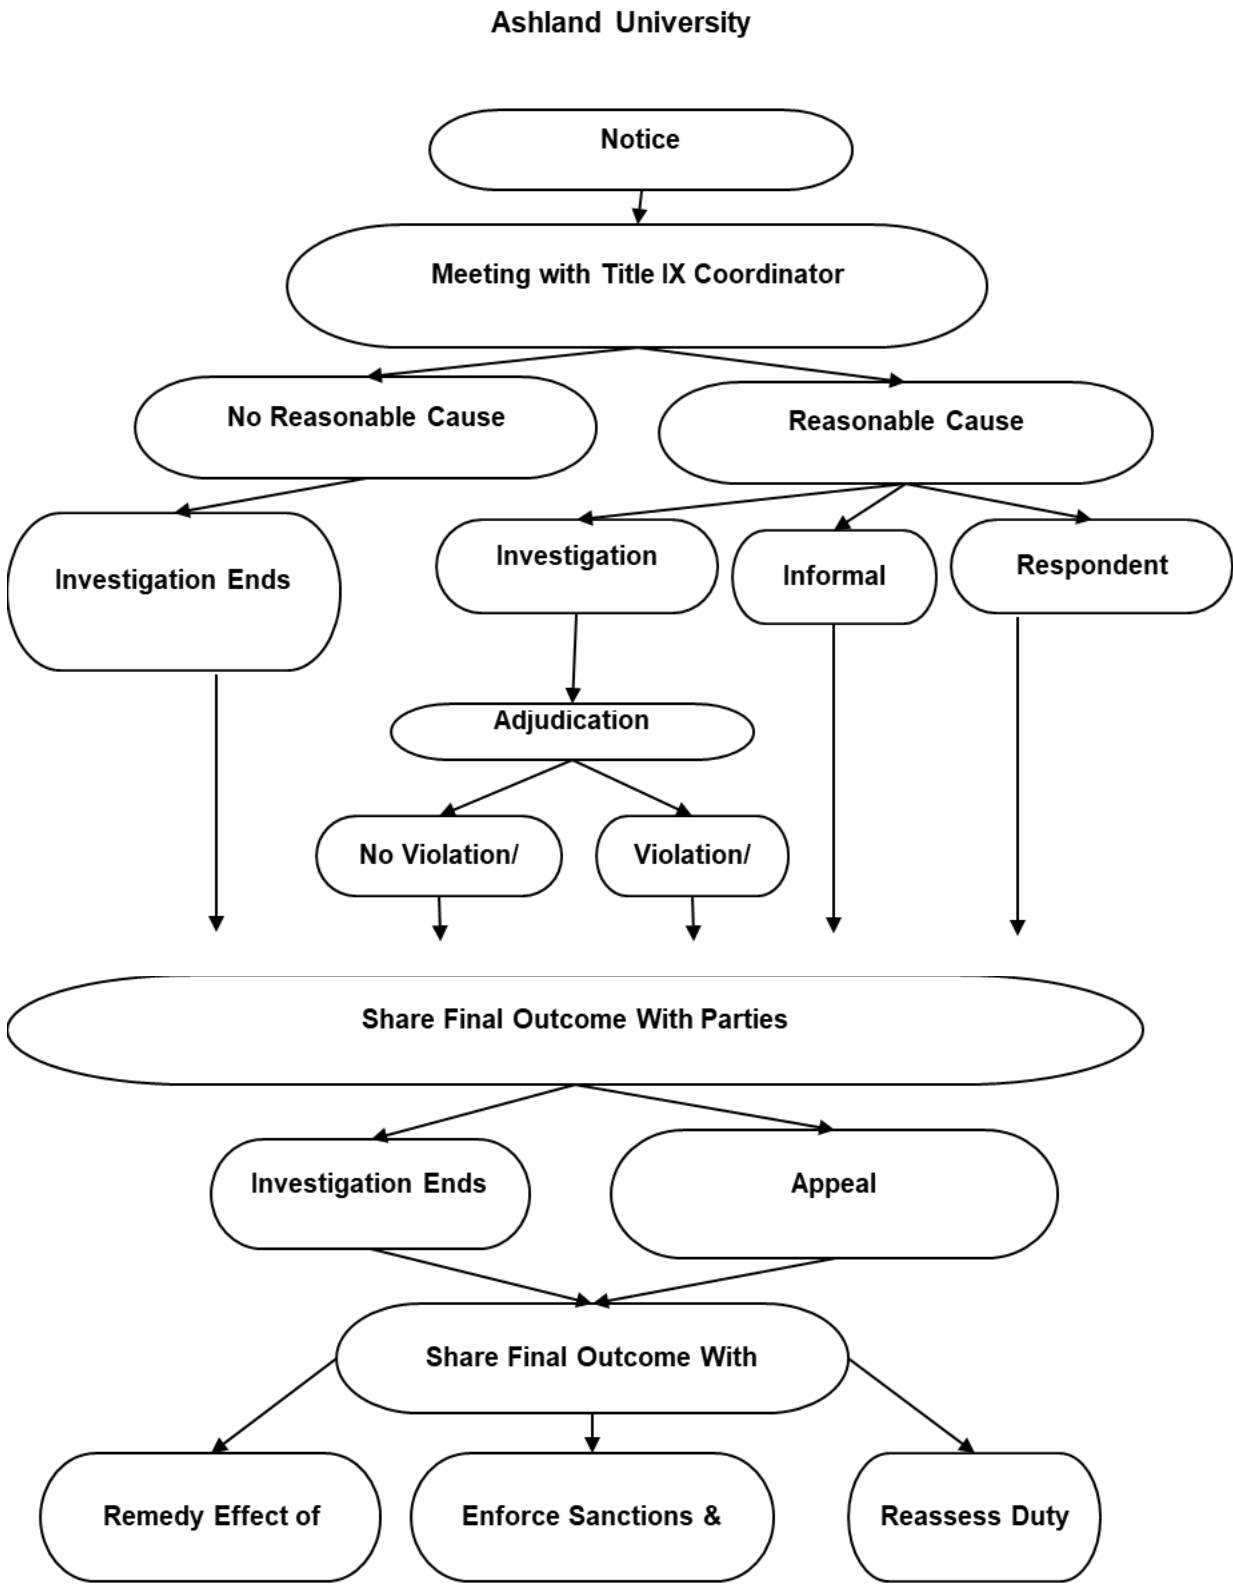 Ashland University
Notice
Meeting with Title IX Coordinator
No Reasonable Cause
Reasonable Cause
Investigation Ends
Investigation
Informal
Respondent
Adjudication
No Violation/
Violation/
Share Final Outcome With Parties
Investigation Ends
Appeal
Share Final Outcome With
Remedy Effect of
Enforce Sanctions &
Reassess Duty